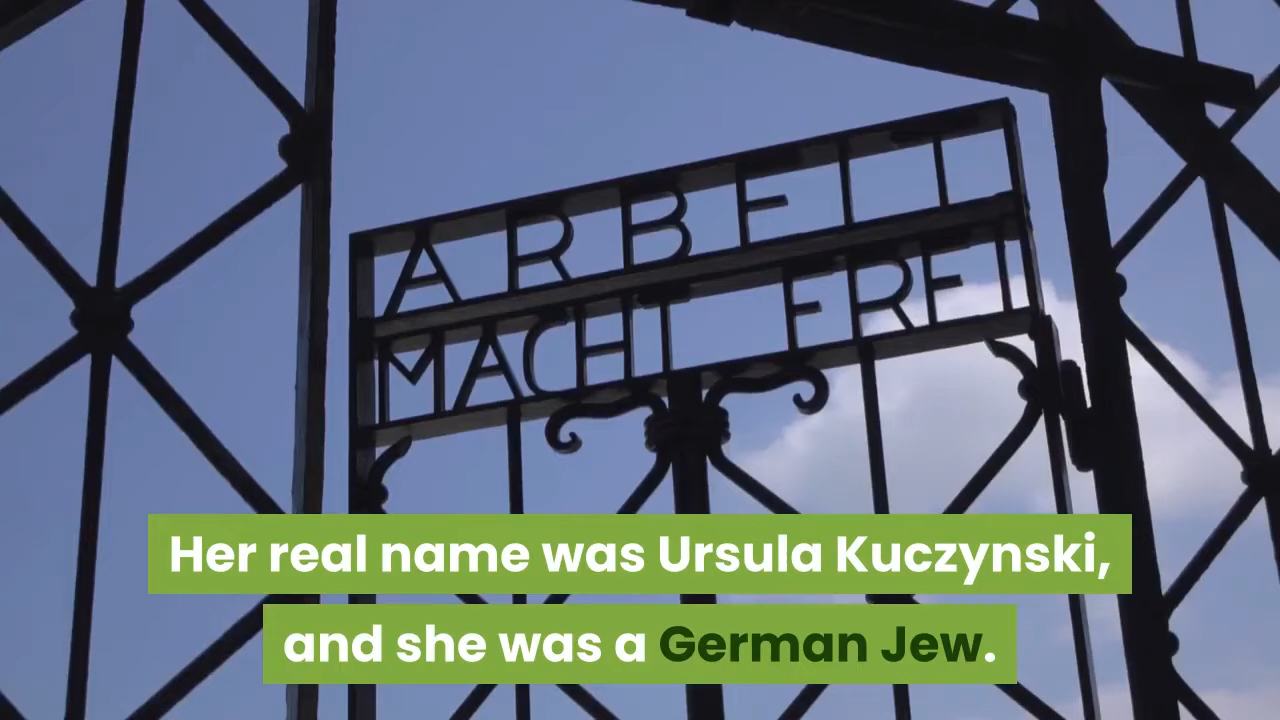 ARBEIT
MACHT FREI
Her real name was Ursula Kuczynski,
and she was a German Jew.